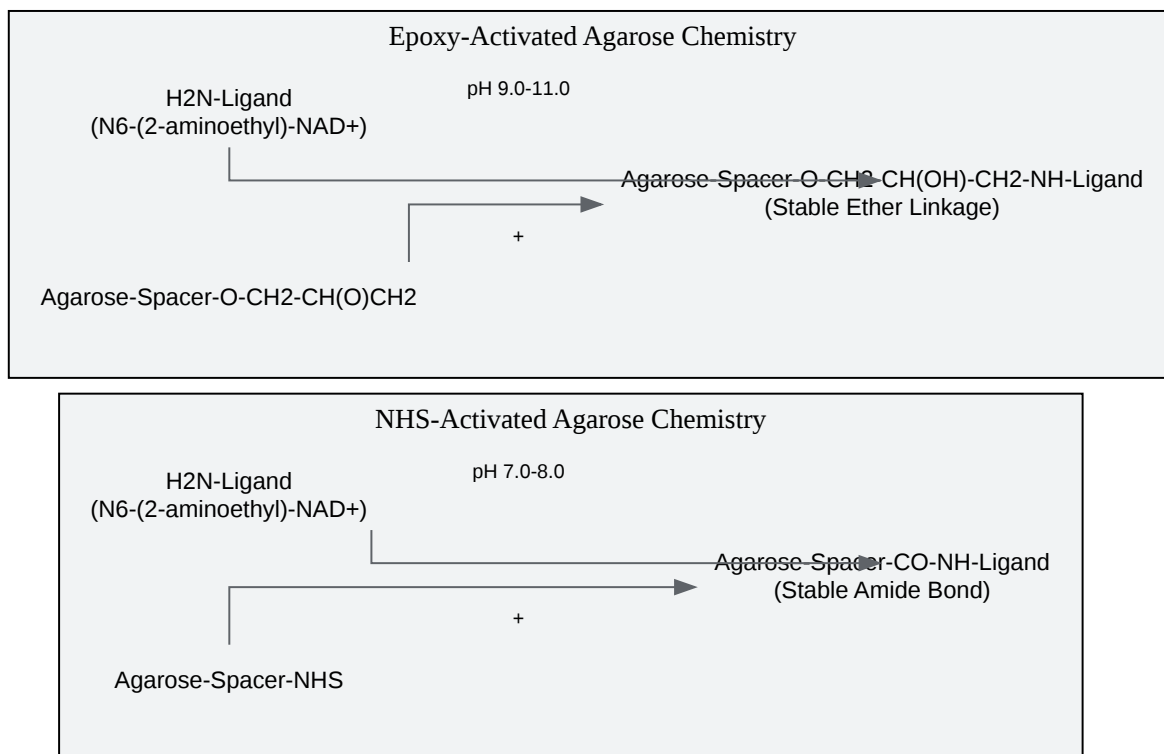 Epoxy-Activated Agarose Chemistry
pH 9.0-11.0
H2N-Ligand
(N6-(2-aminoethyl)-NAD+)
Agarose-Spacer-O-CH2-CH(OH)-CH2-NH-Ligand
(Stable Ether Linkage)
+
Agarose-Spacer-O-CH2-CH(O)CH2
NHS-Activated Agarose Chemistry
pH 7.0-8.0
H2N-Ligand
(N6-(2-aminoethyl)-NAD+)
Agarose-Spacer-CO-NH-Ligand
(Stable Amide Bond)
+
Agarose-Spacer-NHS